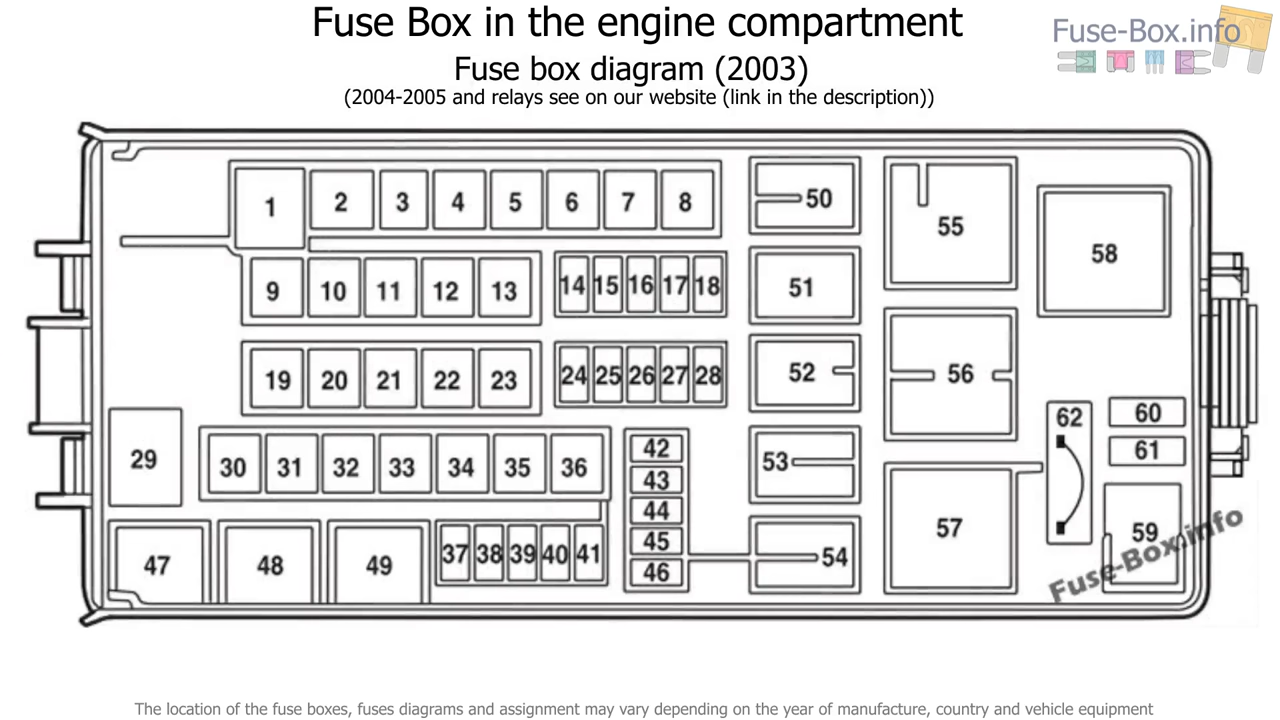 Fuse Box in the engine compartment
Fuse-Box.info
Fuse box diagram (2003)
(2004-2005 and relays see on our website (link in the description))
1 2 3 4 5 6 7 8 50 55 58
9 10 11 12 13 14 15 16 17 18 51
19 20 21 22 23 24 25 26 27 28 52 56
29 30 31 32 33 34 35 36 42 53 62 60
43 61
44
47 48 49 37 38 39 40 41 45 54 57 59
46
Fuse-Box.info
The location of the fuse boxes, fuses diagrams and assignment may vary depending on the year of manufacture, country and vehicle equipment